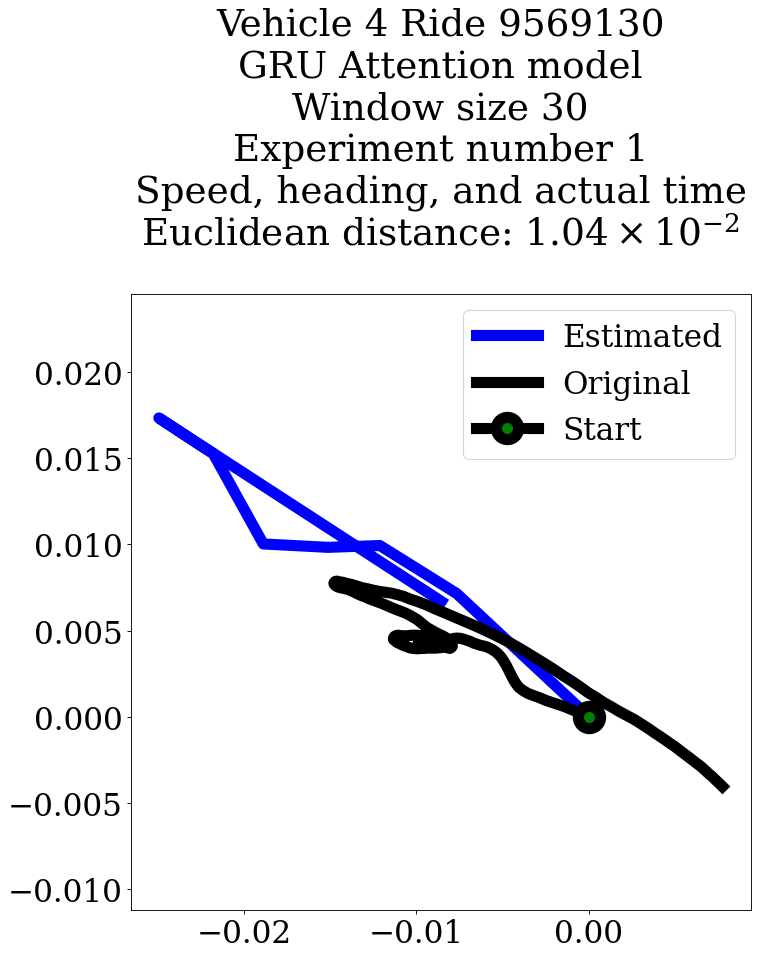 Vehicle 4 Ride 9569130
GRU Attention model
Window size 30
Experiment number 1
Speed, heading, and actual time
Euclidean distance: 1.04 × 10⁻²
Estimated
Original
Start
0.020
0.015
0.010
0.005
0.000
−0.005
−0.010
−0.02 −0.01 0.00